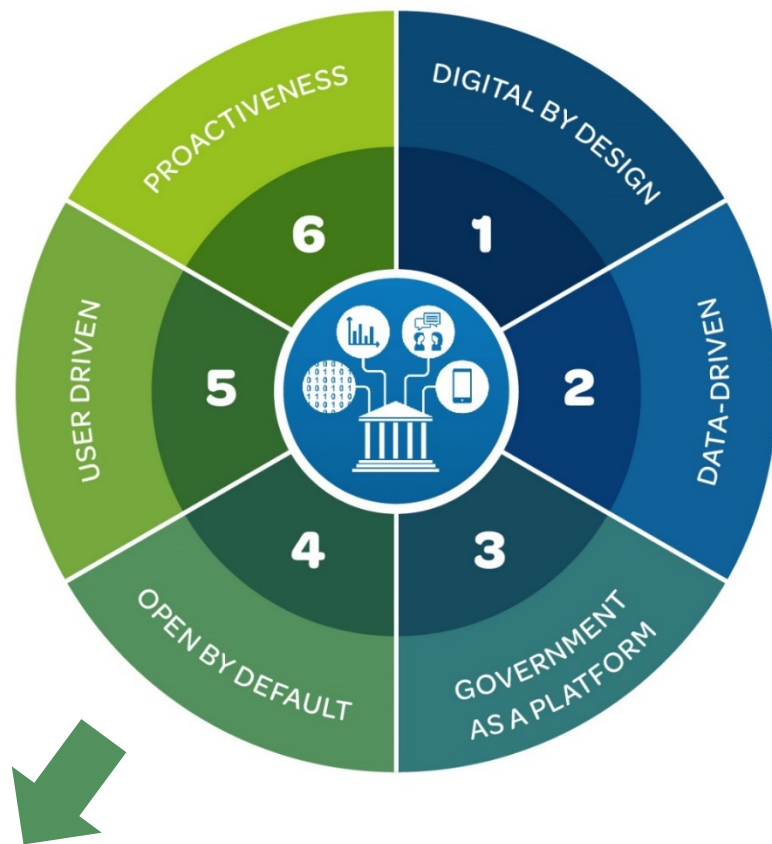 DIGITAL BY DESIGN
1
DATA-DRIVEN
2
GOVERNMENT
AS A PLATFORM
3
OPEN BY DEFAULT
4
USER DRIVEN
5
PROACTIVENESS
6